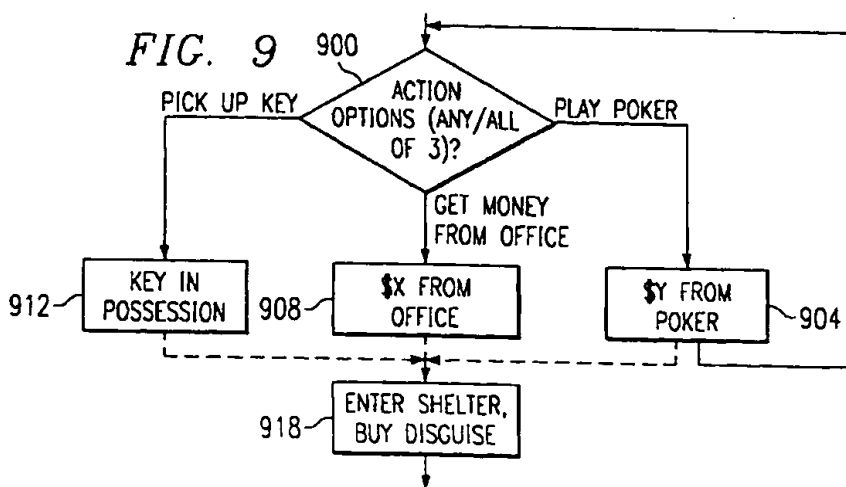 FIG. 9
900
ACTION
OPTIONS (ANY/ALL
OF 3)?
PICK UP KEY
PLAY POKER
GET MONEY
FROM OFFICE
912
KEY IN
POSSESSION
908
$X FROM
OFFICE
$Y FROM
POKER
904
918
ENTER SHELTER,
BUY DISGUISE